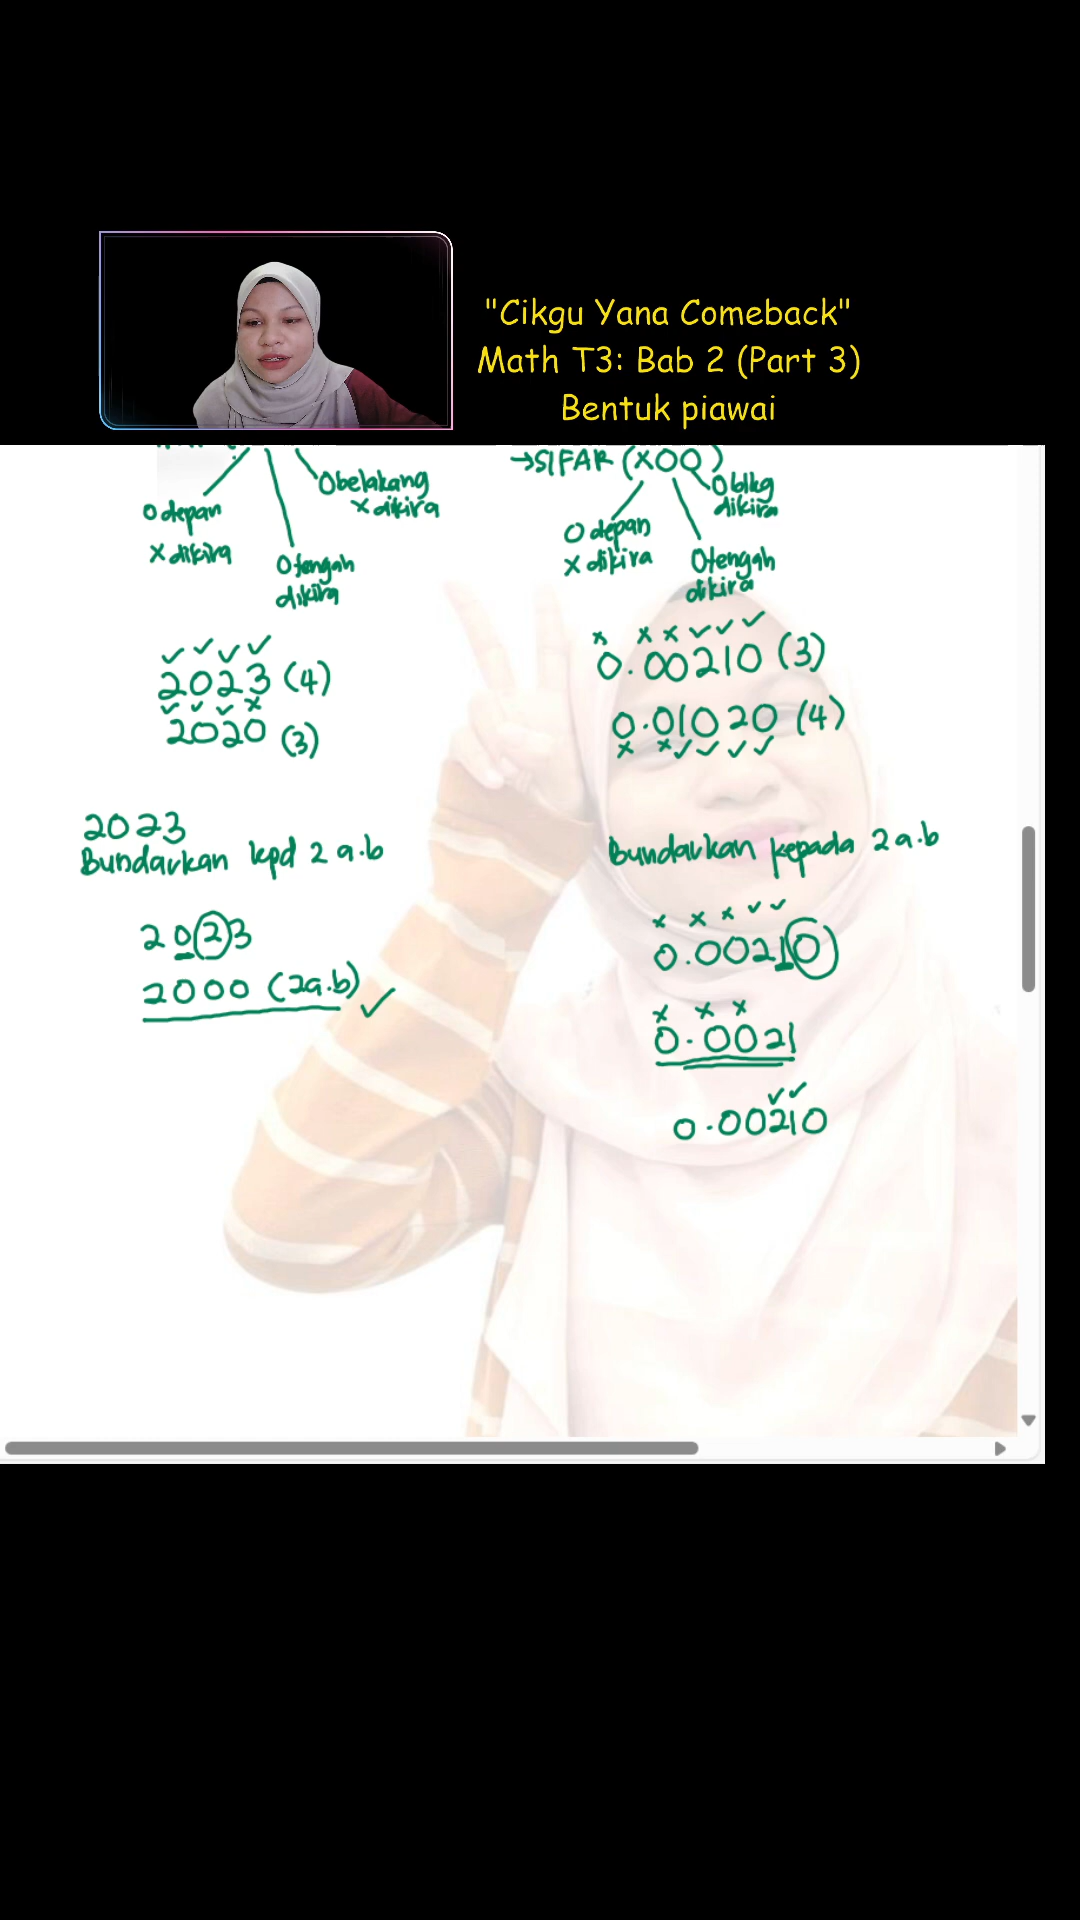 "Cikgu Yana Comeback"
Math T3: Bab 2 (Part 3)
Bentuk piawai
0 depan
x dikira
0 tengah
dikira
0 belakang
x dikira
→SIFAR (XOO)
0 depan
x dikira
0 tengah
dikira
0 blkg
dikira
2023 (4)
2020 (3)
0.00210 (3)
0.01020 (4)
2023
Bundarkan kpd 2 a.b
2023
2000 (2a.b) ✓
Bundarkan kepada 2 a.b
0.00210
0.0021
0.00210